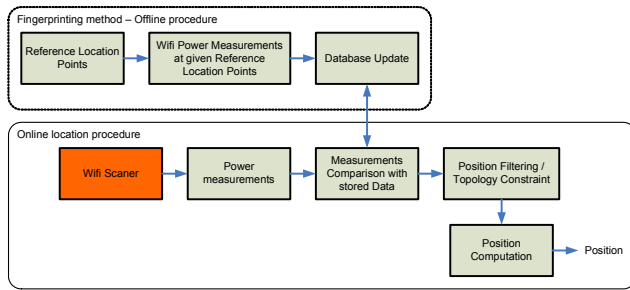 Fingerprinting method – Offline procedure
Reference Location
Points
Wifi Power Measurements
at given Reference
Location Points
Database Update
Online location procedure
Wifi Scaner
Power
measurements
Measurements
Comparison with
stored Data
Position Filtering /
Topology Constraint
Position
Computation
Position